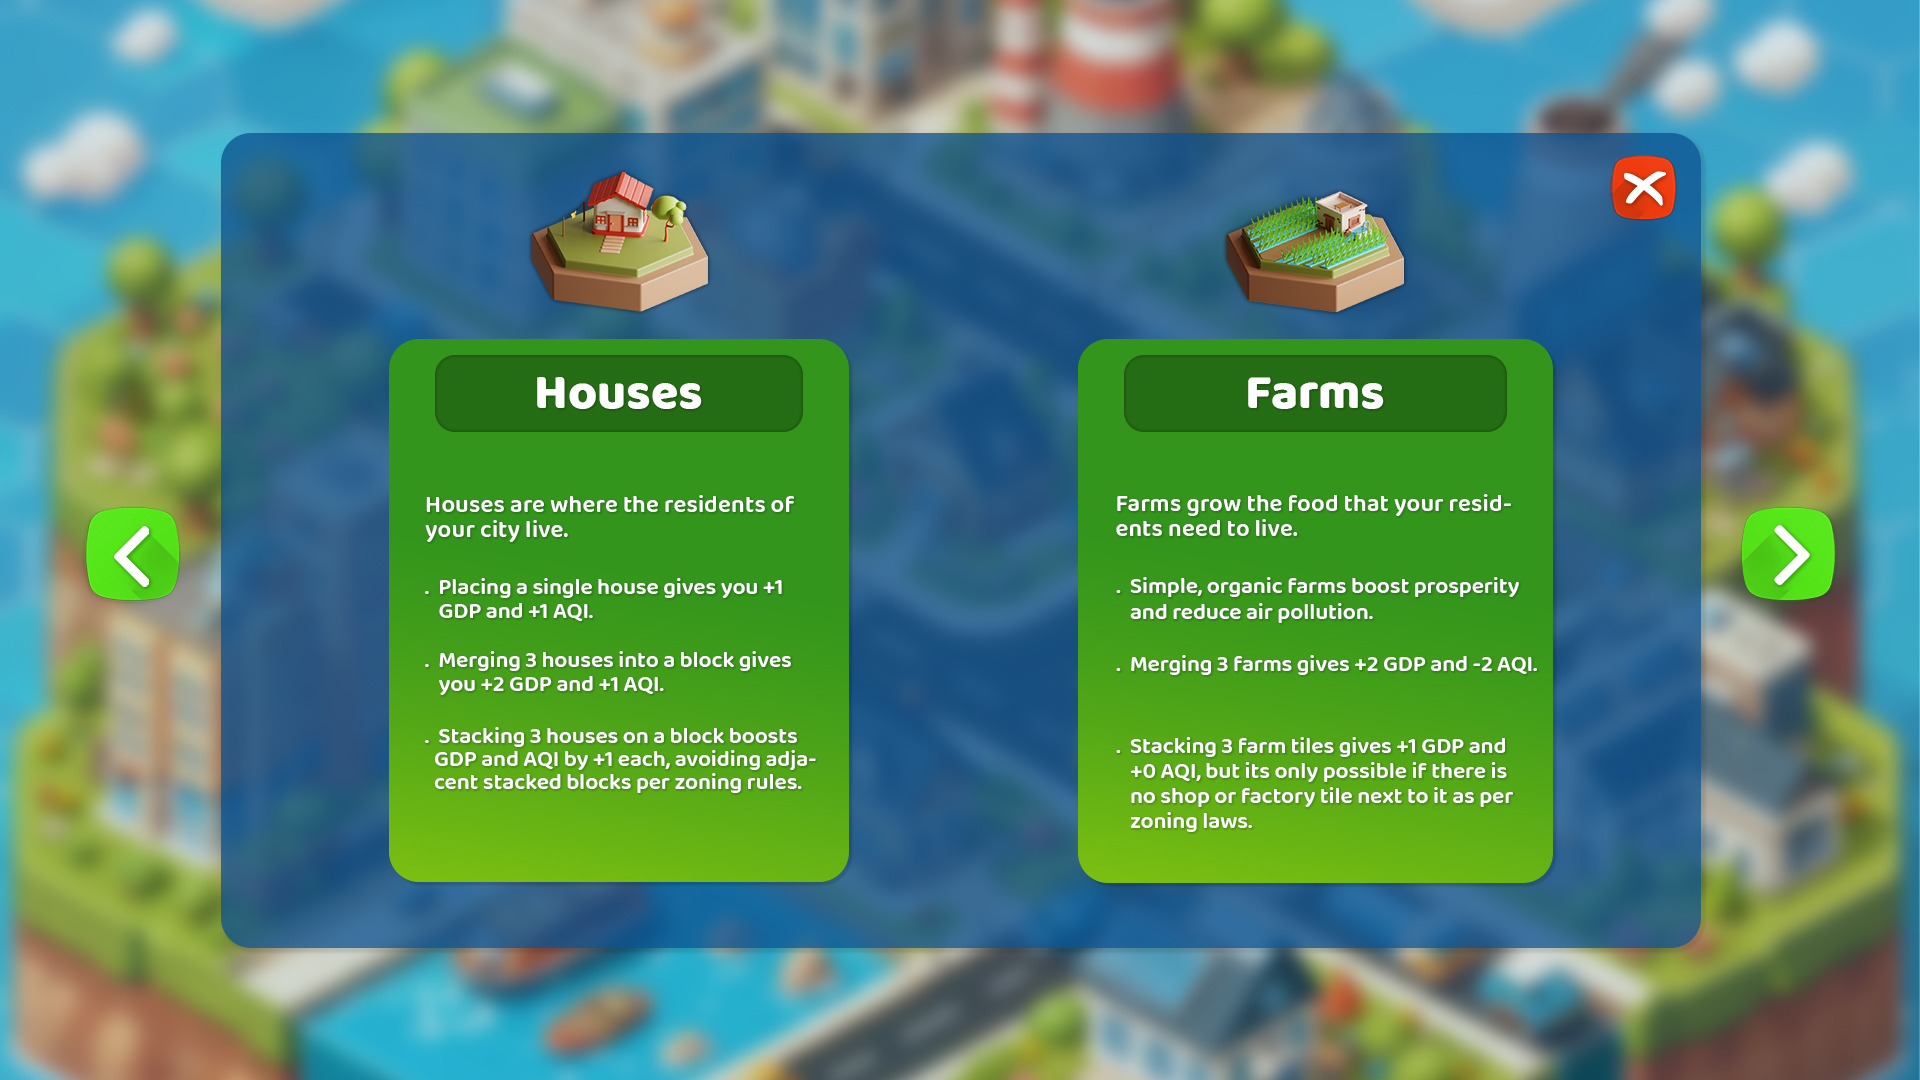 Houses
Houses are where the residents of
your city live.
. Placing a single house gives you +1
GDP and +1 AQI.
. Merging 3 houses into a block gives
you +2 GDP and +1 AQI.
. Stacking 3 houses on a block boosts
GDP and AQI by +1 each, avoiding adja-
cent stacked blocks per zoning rules.
Farms
Farms grow the food that your resid-
ents need to live.
. Simple, organic farms boost prosperity
and reduce air pollution.
. Merging 3 farms gives +2 GDP and -2 AQI.
. Stacking 3 farm tiles gives +1 GDP and
+0 AQI, but its only possible if there is
no shop or factory tile next to it as per
zoning laws.